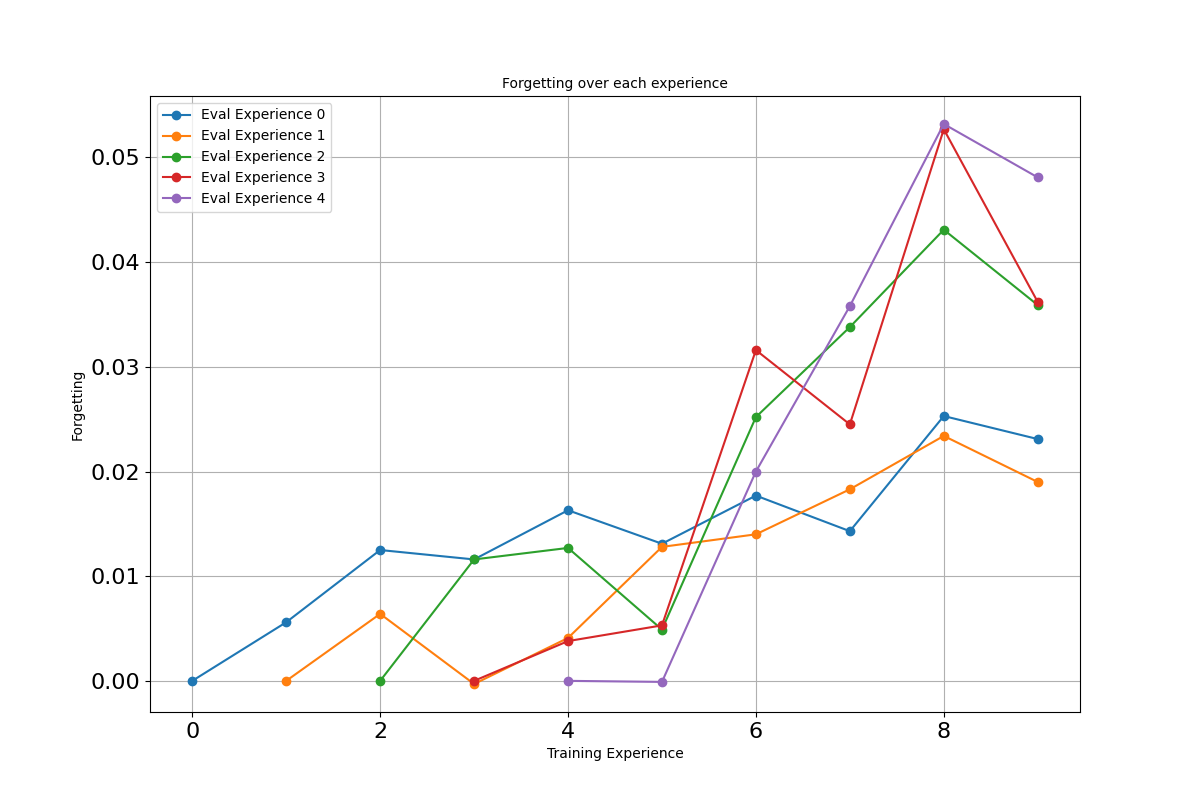 Forgetting over each experience
Eval Experience 0
Eval Experience 1
Eval Experience 2
Eval Experience 3
Eval Experience 4
0.05
0.04
0.03
0.02
0.01
0.00
Forgetting
0 2 4 6 8
Training Experience